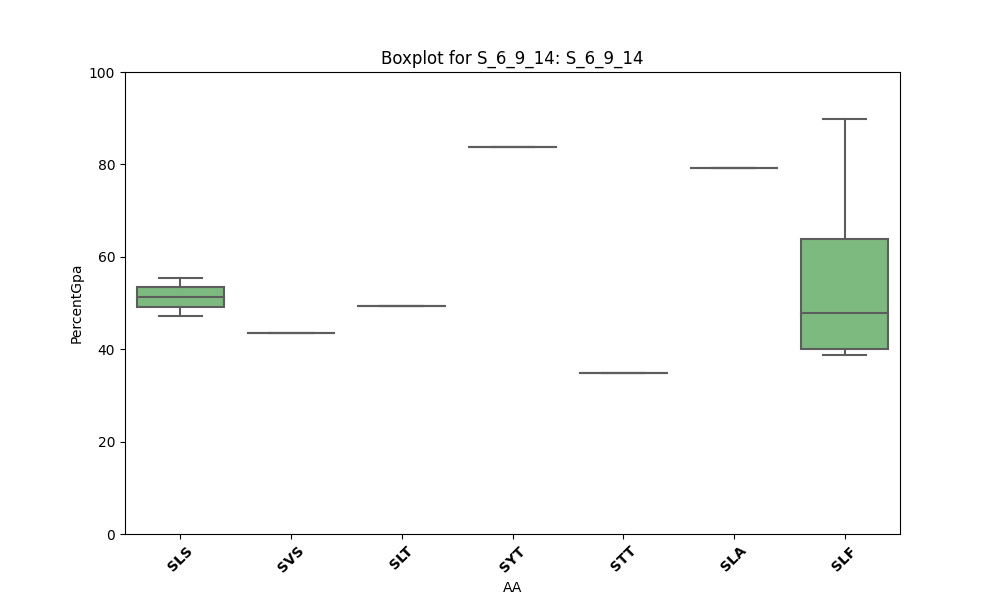 Boxplot for S_6_9_14: S_6_9_14
100
80
60
40
20
0
PercentGpa
SLS
SVS
SLT
SYT
STT
SLA
SLF
AA